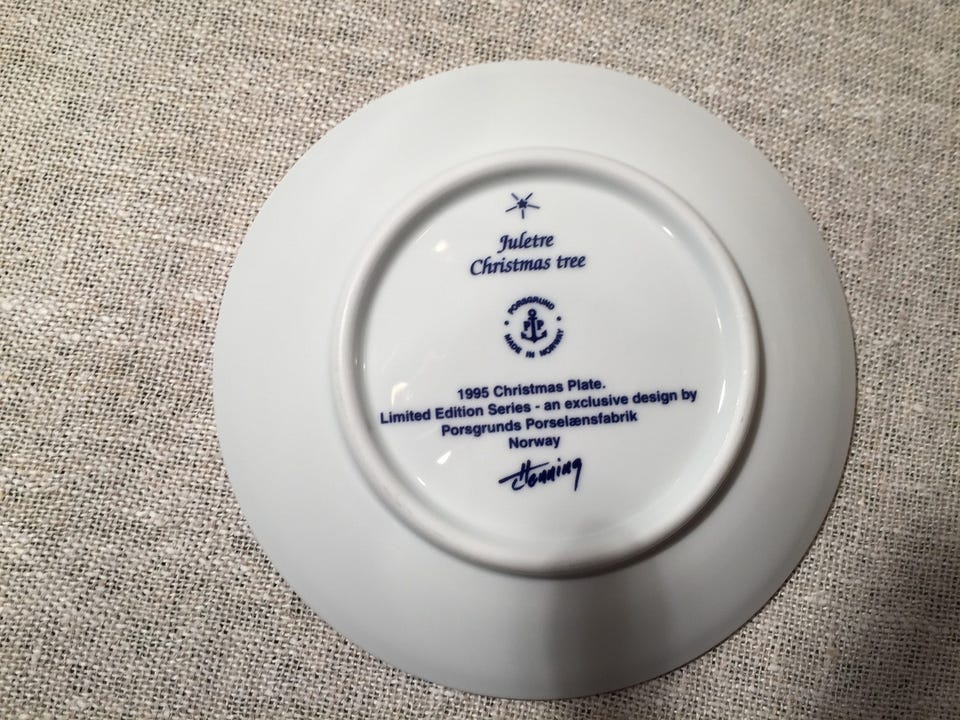 Juletre
Christmas tree
PORSGRUND
P P
MADE IN NORWAY
1995 Christmas Plate.
Limited Edition Series - an exclusive design by
Porsgrunds Porselænsfabrik
Norway
Henning